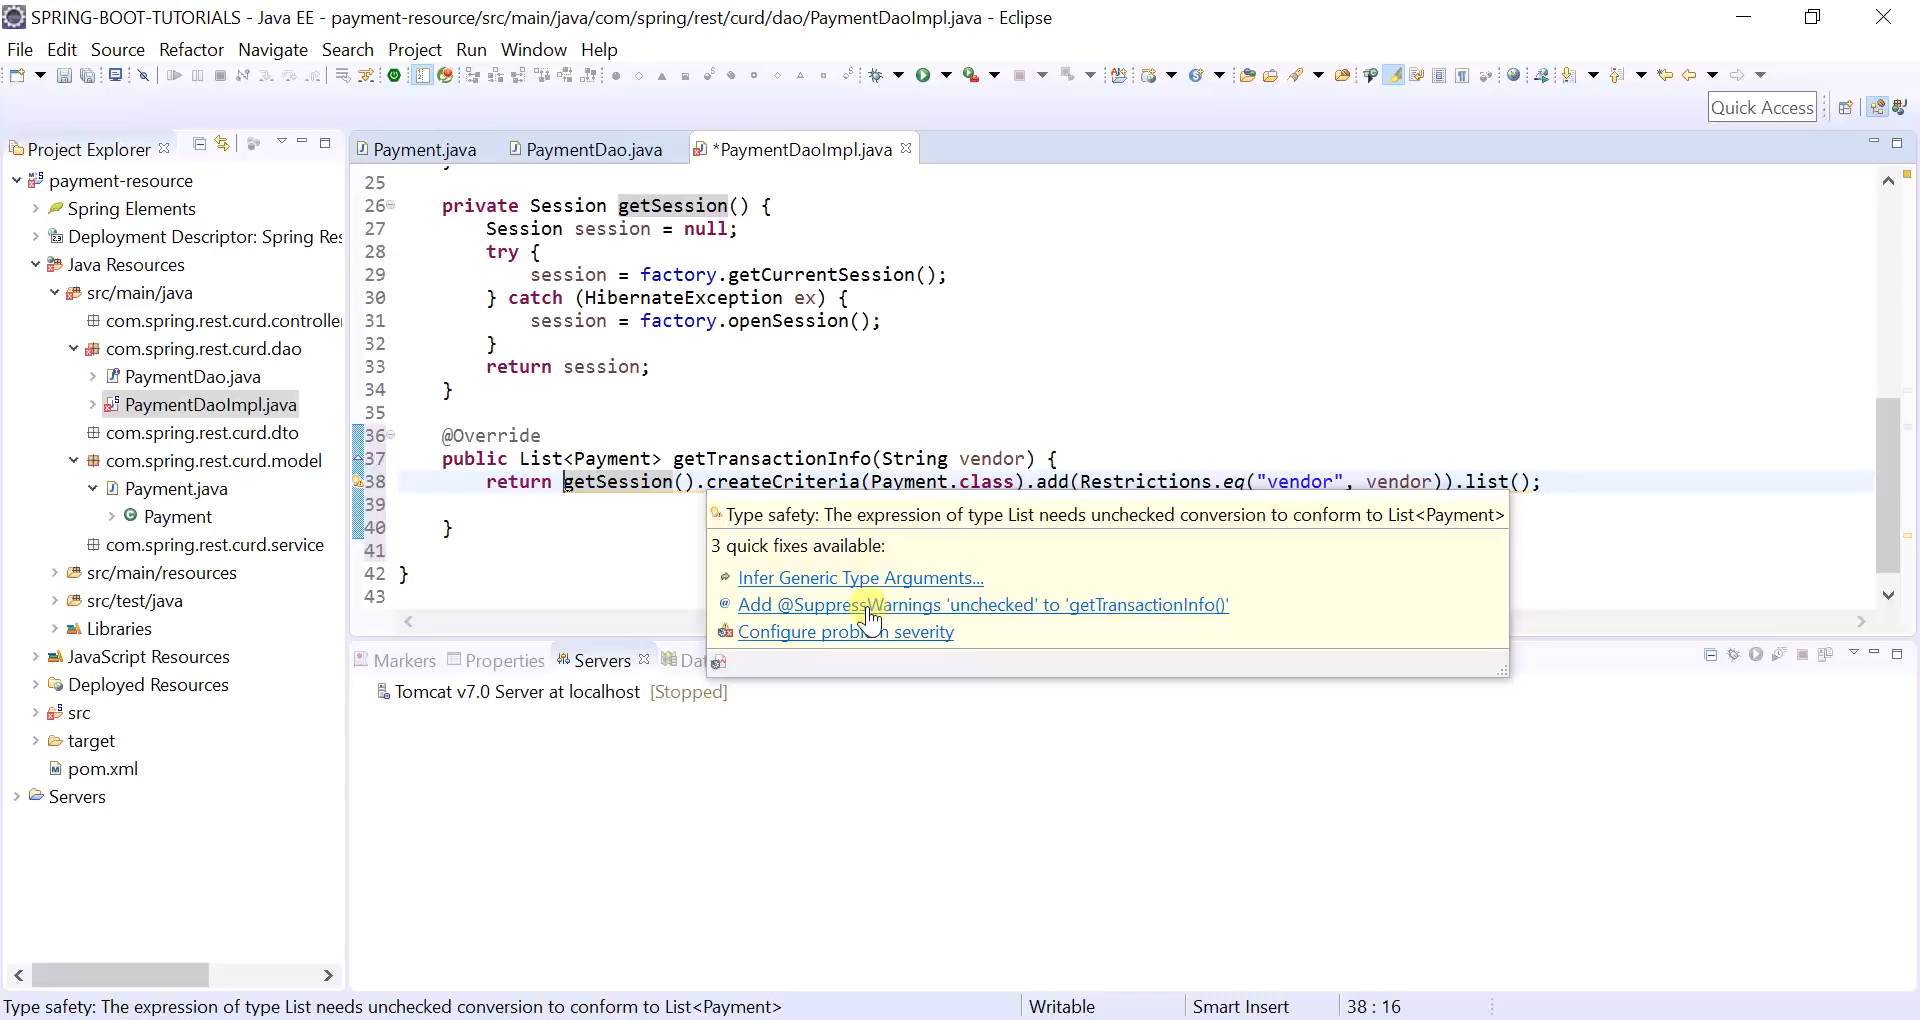 SPRING-BOOT-TUTORIALS - Java EE - payment-resource/src/main/java/com/spring/rest/curd/dao/PaymentDaoImpl.java - Eclipse
File Edit Source Refactor Navigate Search Project Run Window Help
Quick Access
Project Explorer
payment-resource
Spring Elements
Deployment Descriptor: Spring Res
Java Resources
src/main/java
com.spring.rest.curd.controller
com.spring.rest.curd.dao
PaymentDao.java
PaymentDaoImpl.java
com.spring.rest.curd.dto
com.spring.rest.curd.model
Payment.java
Payment
com.spring.rest.curd.service
src/main/resources
src/test/java
Libraries
JavaScript Resources
Deployed Resources
src
target
pom.xml
Servers
Payment.java PaymentDao.java *PaymentDaoImpl.java
25
26 private Session getSession() {
27 Session session = null;
28 try {
29 session = factory.getCurrentSession();
30 } catch (HibernateException ex) {
31 session = factory.openSession();
32 }
33 return session;
34 }
35
36 @Override
37 public List<Payment> getTransactionInfo(String vendor) {
38 return getSession().createCriteria(Payment.class).add(Restrictions.eq("vendor", vendor)).list();
39
40 }
41
42 }
43
Type safety: The expression of type List needs unchecked conversion to conform to List<Payment>
3 quick fixes available:
Infer Generic Type Arguments...
Add @SuppressWarnings 'unchecked' to 'getTransactionInfo()'
Configure problem severity
Markers Properties Servers Dat
Tomcat v7.0 Server at localhost [Stopped]
Type safety: The expression of type List needs unchecked conversion to conform to List<Payment> Writable Smart Insert 38 : 16